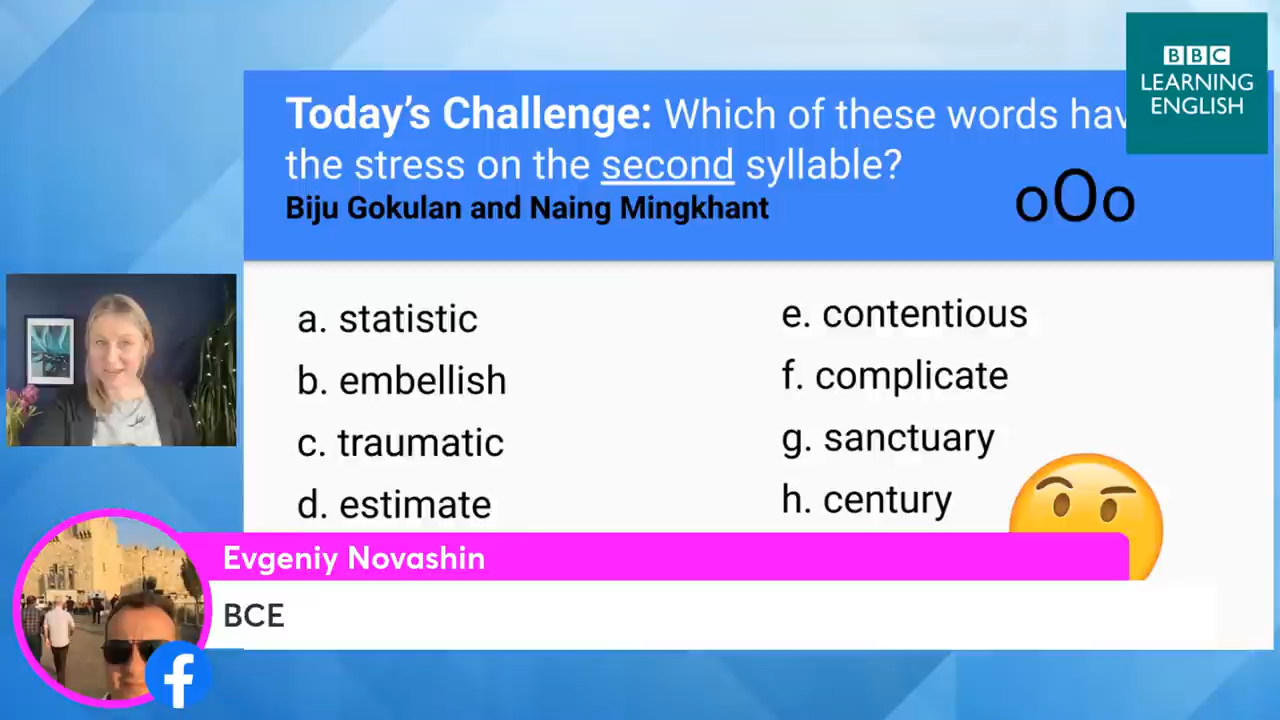 BBC
LEARNING
ENGLISH
Today's Challenge: Which of these words hav
the stress on the second syllable?
Biju Gokulan and Naing Mingkhant
oOo
a. statistic
b. embellish
c. traumatic
d. estimate
e. contentious
f. complicate
g. sanctuary
h. century
Evgeniy Novashin
BCE